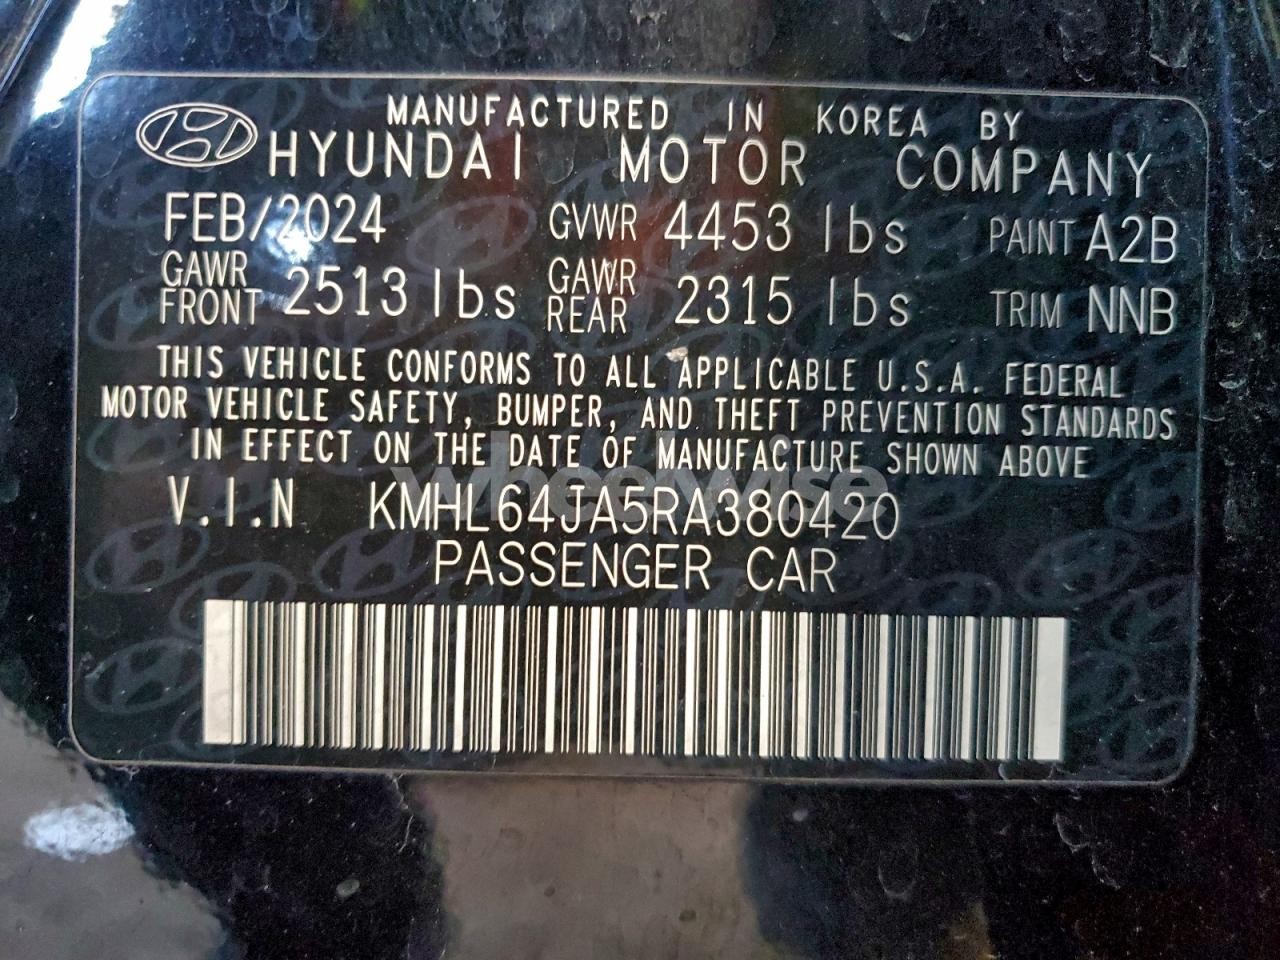 MANUFACTURED IN KOREA BY
HYUNDAI MOTOR COMPANY
FEB/2024 GVWR 4453 lbs PAINT A2B
GAWR FRONT 2513 lbs GAWR REAR 2315 lbs TRIM NNB
THIS VEHICLE CONFORMS TO ALL APPLICABLE U.S.A. FEDERAL
MOTOR VEHICLE SAFETY, BUMPER, AND THEFT PREVENTION STANDARDS
IN EFFECT ON THE DATE OF MANUFACTURE SHOWN ABOVE
wheelwise
V.I.N KMHL64JA5RA380420
PASSENGER CAR